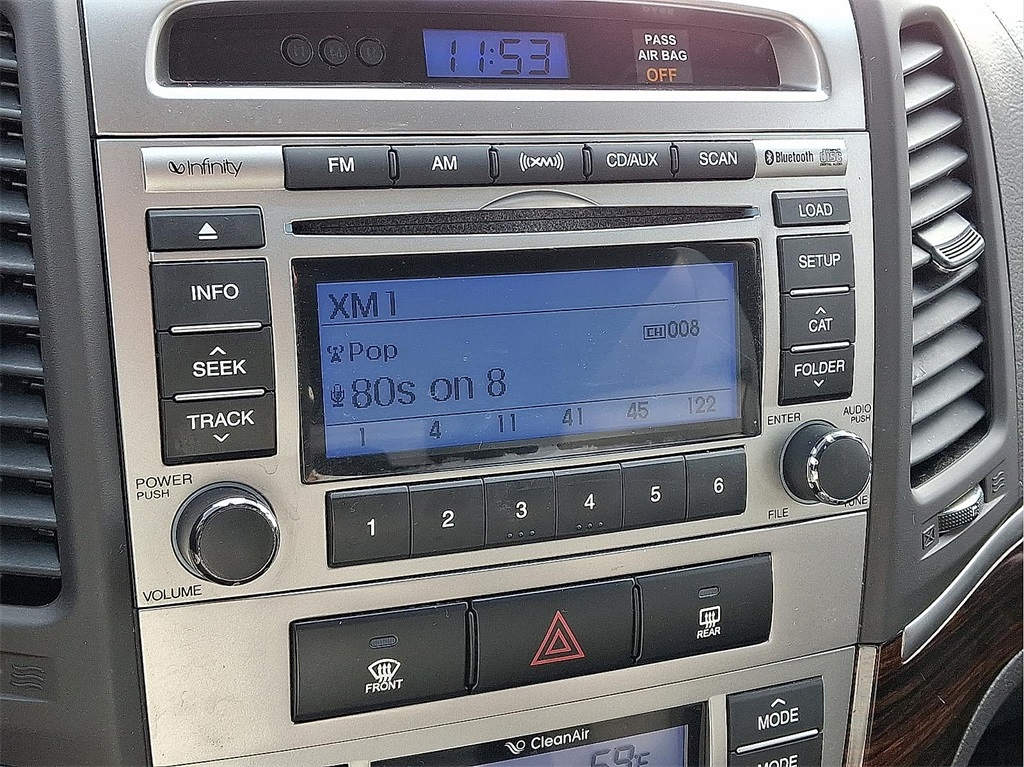 11:53
PASS
AIR BAG
OFF
Infinity
FM
AM
((XM))
CD/AUX
SCAN
Bluetooth
LOAD
INFO
SEEK
TRACK
XM1
CH 008
Pop
80s on 8
1 4 11 41 45 122
SETUP
CAT
FOLDER
POWER
PUSH
VOLUME
1 2 3 4 5 6
ENTER
AUDIO
PUSH
FILE
TUNE
FRONT
REAR
CleanAir
MODE
MODE